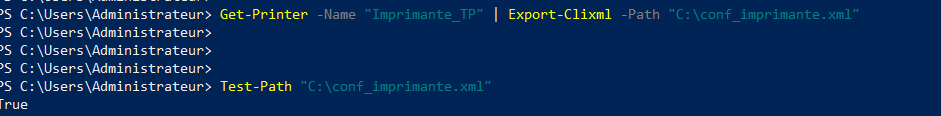 PS C:\Users\Administrateur> Get-Printer -Name "Imprimante_TP" | Export-Clixml -Path "C:\conf_imprimante.xml"
PS C:\Users\Administrateur>
PS C:\Users\Administrateur>
PS C:\Users\Administrateur>
PS C:\Users\Administrateur> Test-Path "C:\conf_imprimante.xml"
True